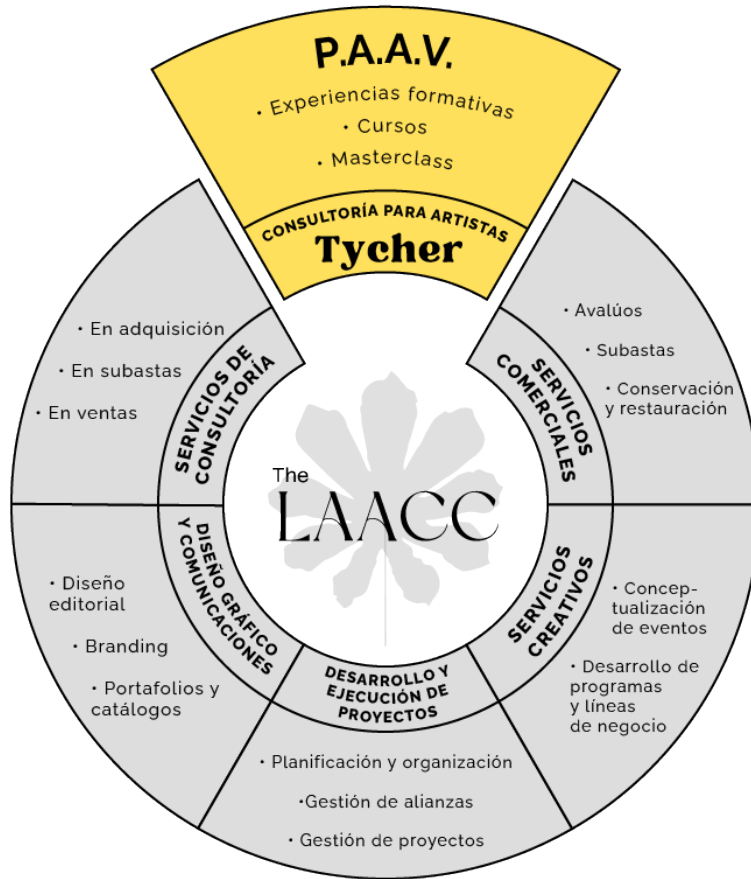 P.A.A.V.
• Experiencias formativas
• Cursos
• Masterclass
CONSULTORÍA PARA ARTISTAS
Tycher
• Avalúos
• Subastas
• Conservación
y restauración
SERVICIOS
COMERCIALES
• Concep-
tualización
de eventos
• Desarrollo de
programas
y líneas
de negocio
SERVICIOS
CREATIVOS
DESARROLLO Y
EJECUCIÓN DE
PROYECTOS
• Planificación y organización
•Gestión de alianzas
• Gestión de proyectos
DISEÑO GRÁFICO
Y COMUNICACIONES
• Diseño
editorial
• Branding
• Portafolios y
catálogos
SERVICIOS DE
CONSULTORÍA
• En adquisición
• En subastas
• En ventas
The
LAACC